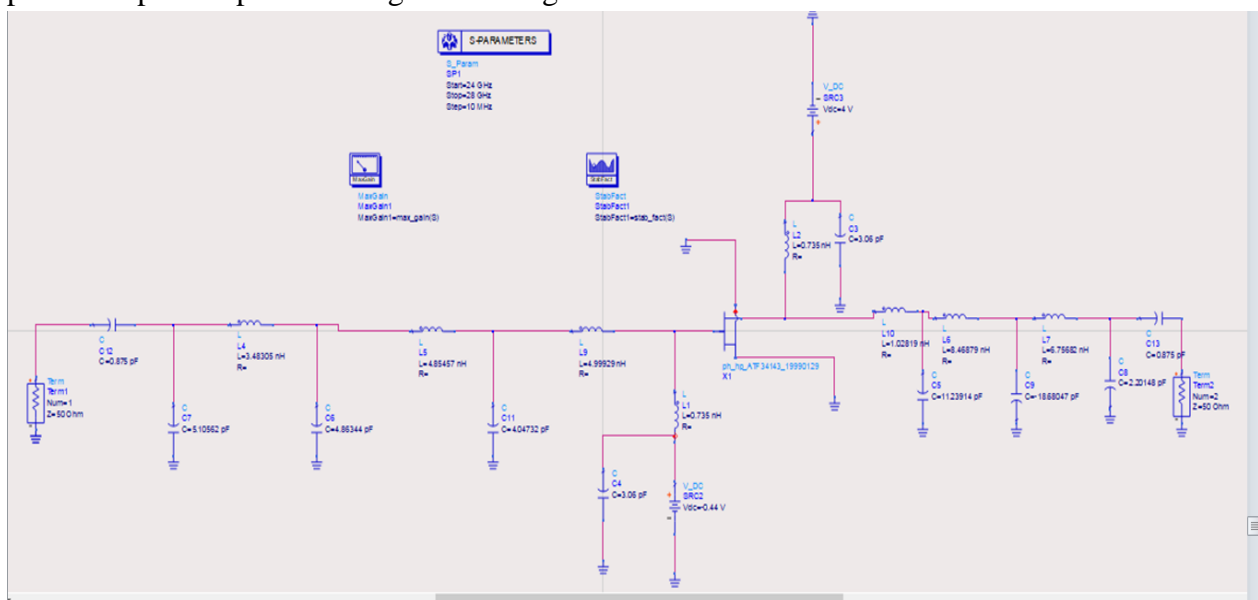 S-PARAMETERS
S_Param
SP1
Start=24 GHz
Stop=28 GHz
Step=10 MHz
MaxGain
MaxGain
MaxGain1
MaxGain1=max_gain(S)
StabFact
StabFact
StabFact1
StabFact1=stab_fact(S)
V_DC
SRC3
Vdc=4 V
L
L2
L=0.735 nH
R=
C
C3
C=3.06 pF
C
C12
C=0.875 pF
L
L4
L=3.48305 nH
R=
L
L5
L=4.85457 nH
R=
L
L9
L=4.99929 nH
R=
ph_hp_ATF34143_19990129
X1
L
L10
L=1.02819 nH
R=
L
L6
L=8.46879 nH
R=
L
L7
L=6.75662 nH
R=
C
C13
C=0.875 pF
Term
Term1
Num=1
Z=50 Ohm
C
C7
C=5.10562 pF
C
C6
C=4.86344 pF
C
C11
C=4.04732 pF
L
L1
L=0.735 nH
R=
C
C5
C=11.23914 pF
C
C9
C=-18.68047 pF
C
C8
C=2.20148 pF
Term
Term2
Num=2
Z=50 Ohm
C
C4
C=3.06 pF
V_DC
SRC2
Vdc=-0.44 V